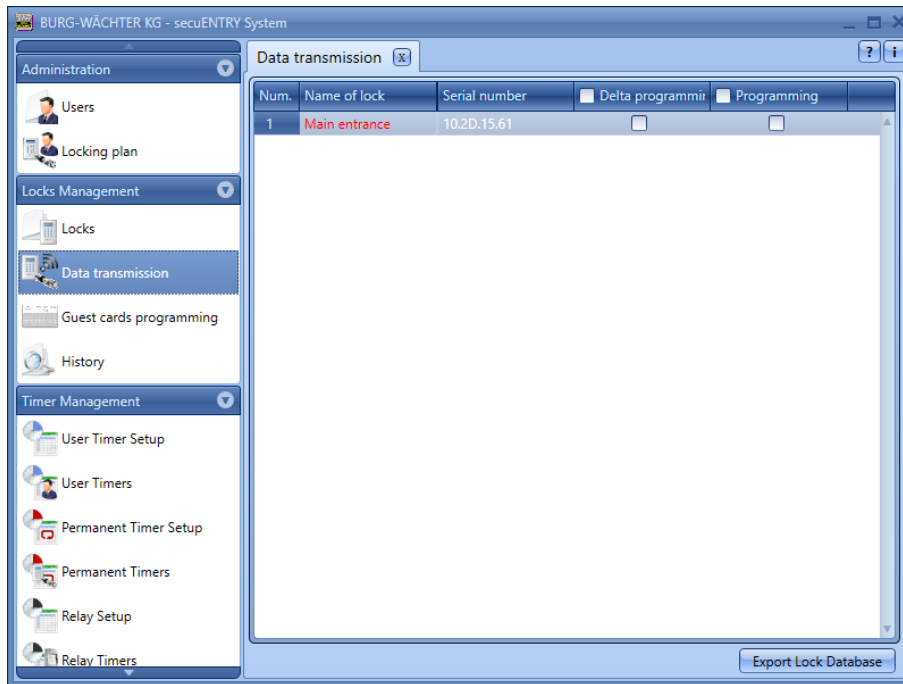 BURG-WÄCHTER KG - secuENTRY System
Administration
Users
Locking plan
Locks Management
Locks
Data transmission
Guest cards programming
History
Timer Management
User Timer Setup
User Timers
Permanent Timer Setup
Permanent Timers
Relay Setup
Relay Timers
Data transmission x
? i
Num. Name of lock Serial number Delta programmir Programming
1 Main entrance 10.2D.15.61
Export Lock Database